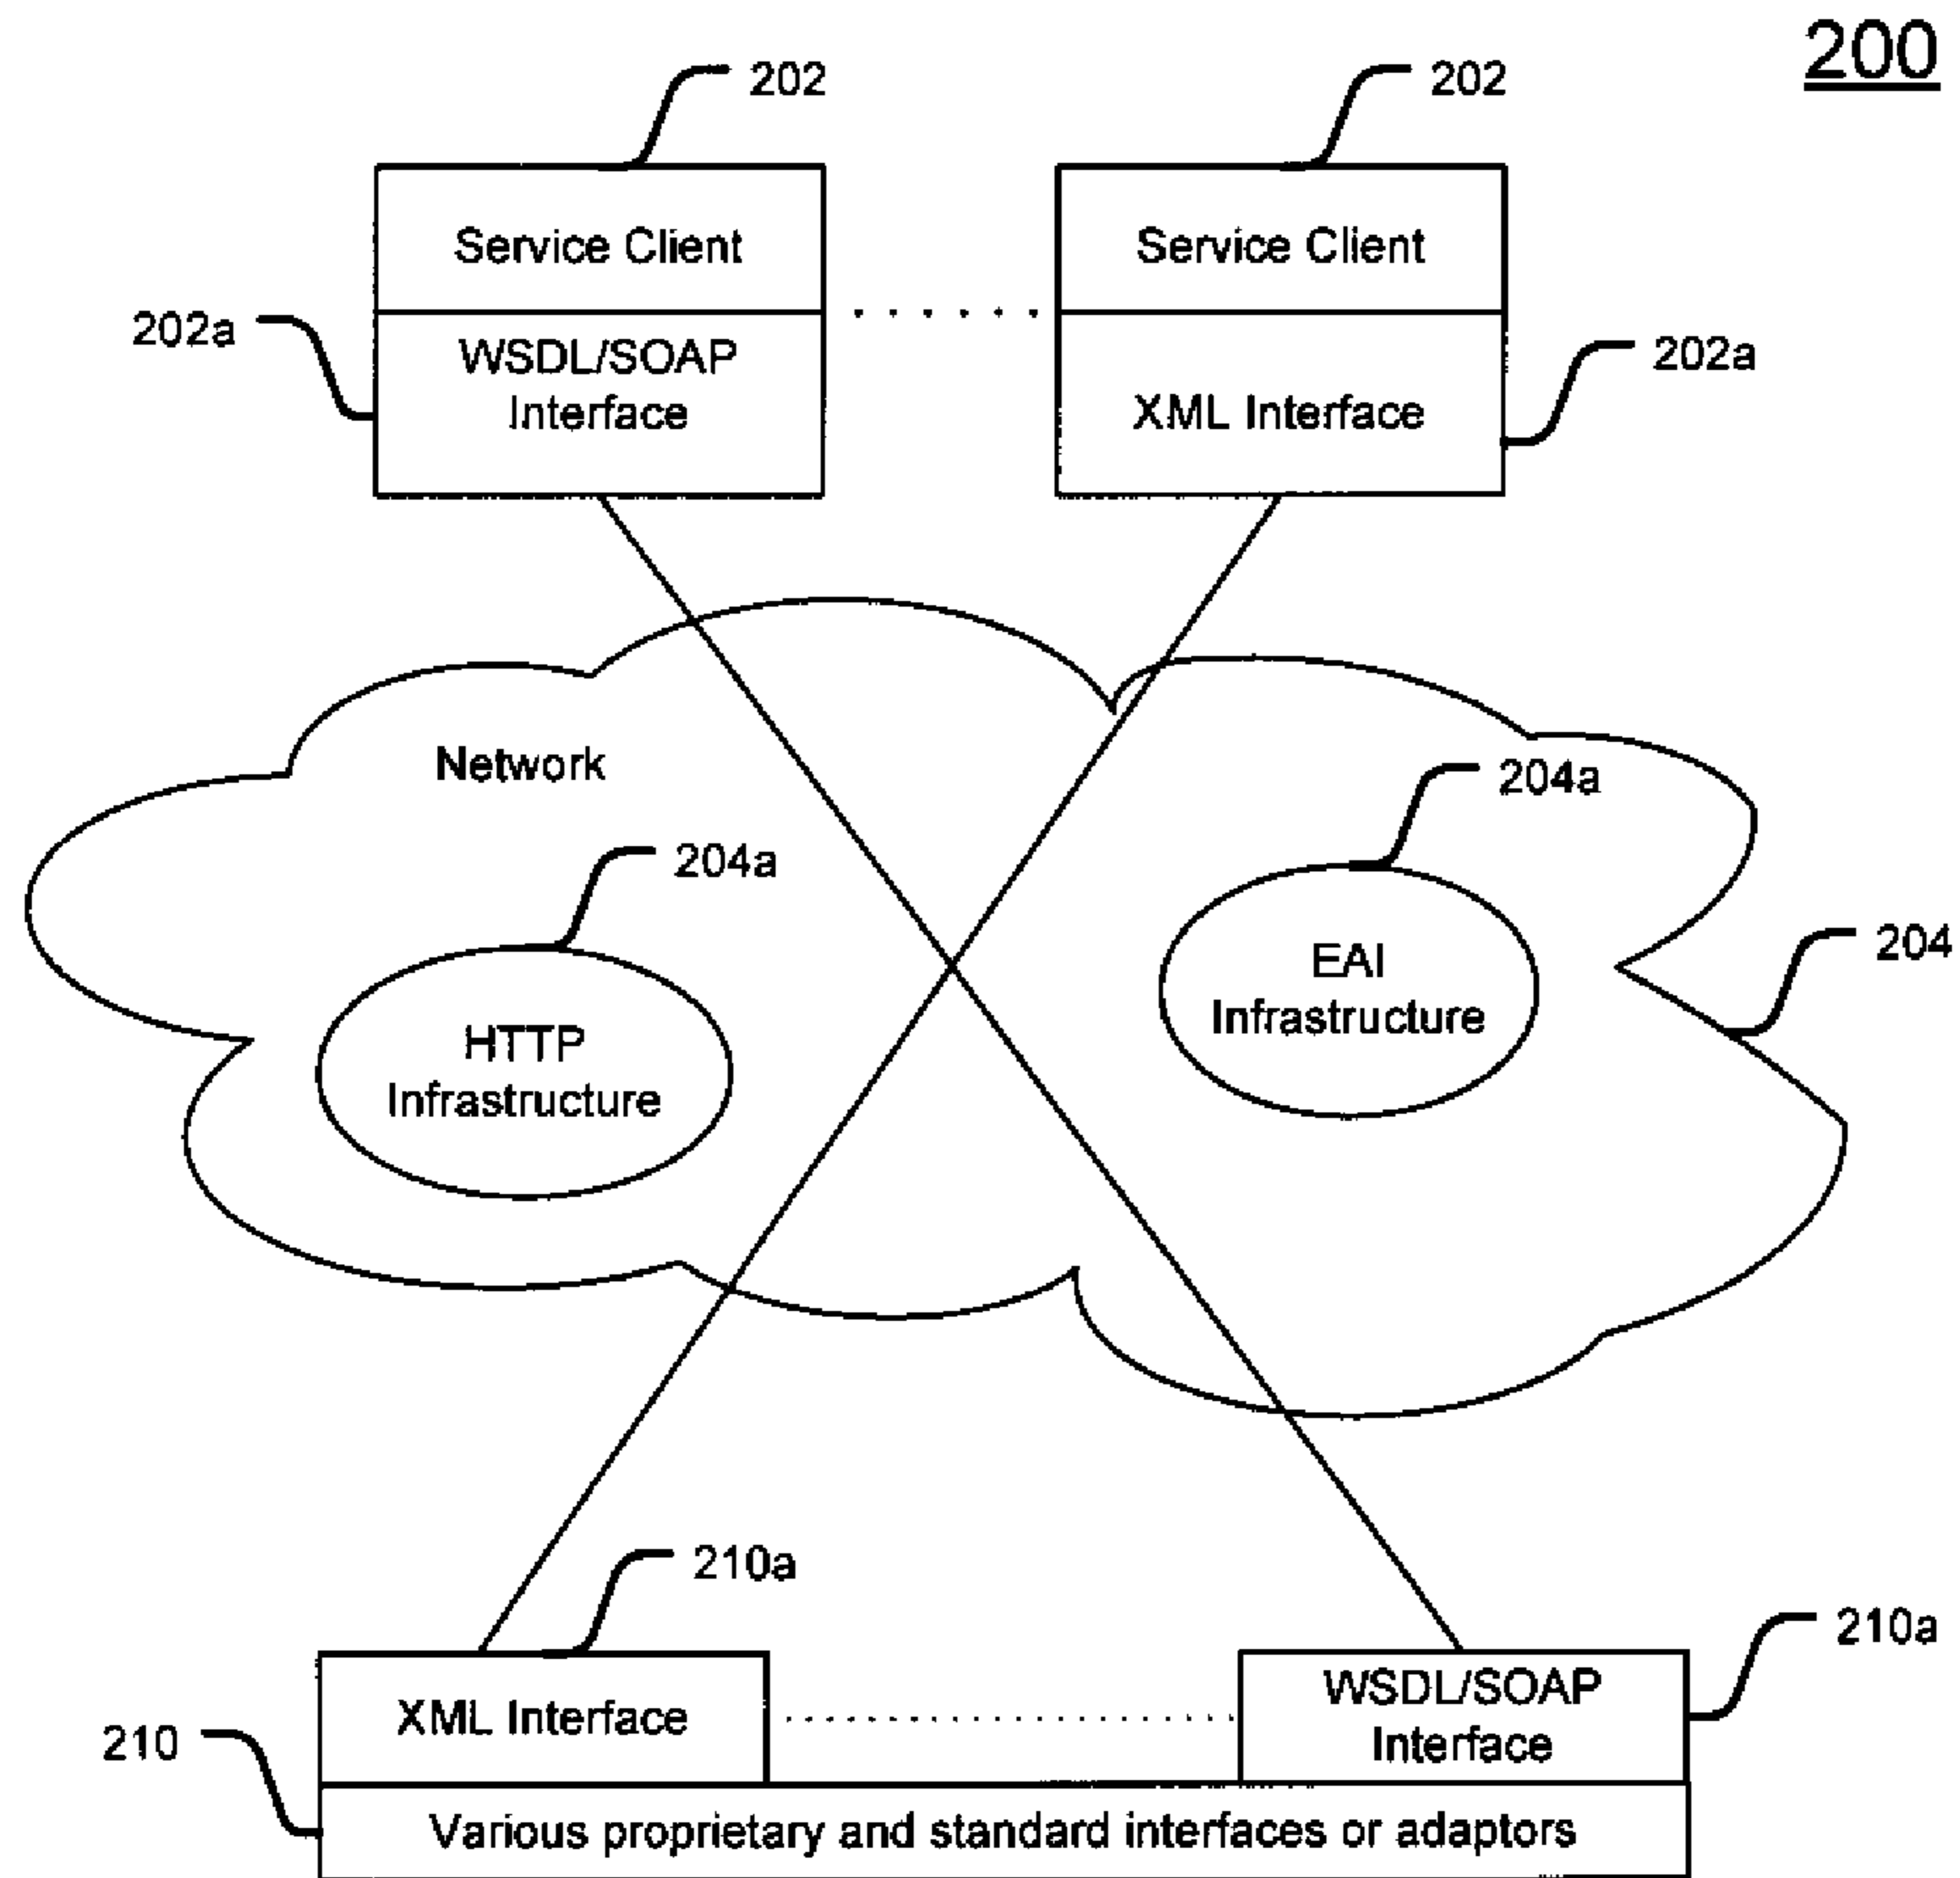 200
202
202
Service Client
Service Client
202a
WSDL/SOAP
Interface
XML Interface
202a
Network
204a
204a
204
EAI
Infrastructure
HTTP
Infrastructure
210a
210a
XML Interface
WSDL/SOAP
Interface
210
Various proprietary and standard interfaces or adaptors